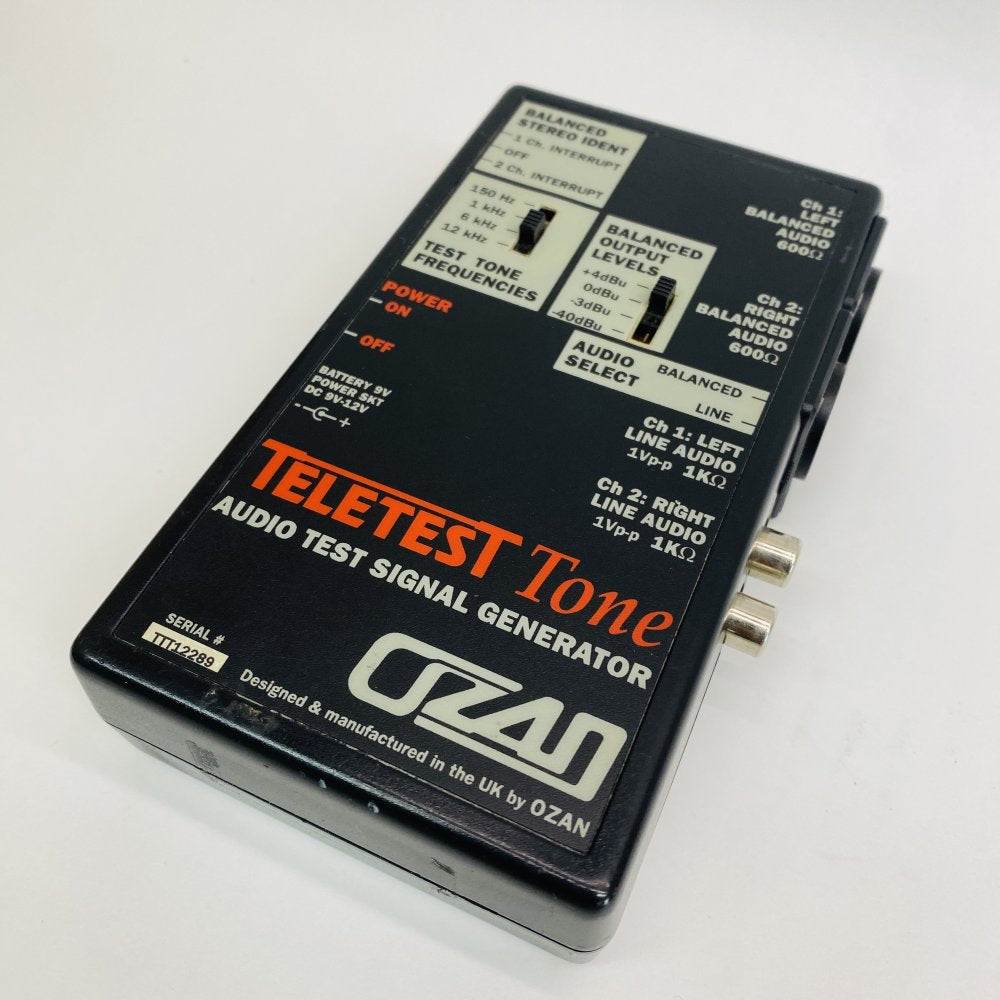 BALANCED
STEREO IDENT
1 Ch. INTERRUPT
OFF
2 Ch. INTERRUPT
150 Hz
1 kHz
6 kHz
12 kHz
TEST TONE
FREQUENCIES
BALANCED
OUTPUT
LEVELS
+4dBu
0dBu
-3dBu
-40dBu
Ch 1:
LEFT
BALANCED
AUDIO
600Ω
Ch 2:
RIGHT
BALANCED
AUDIO
600Ω
POWER
ON
OFF
AUDIO
SELECT
BALANCED
LINE
BATTERY 9V
POWER SKT
DC 9V-12V
- +
Ch 1: LEFT
LINE AUDIO
1Vp-p 1KΩ
Ch 2: RIGHT
LINE AUDIO
1Vp-p 1KΩ
TELETEST Tone
AUDIO TEST SIGNAL GENERATOR
SERIAL #
TTT12289
OZAN
Designed & manufactured in the UK by OZAN